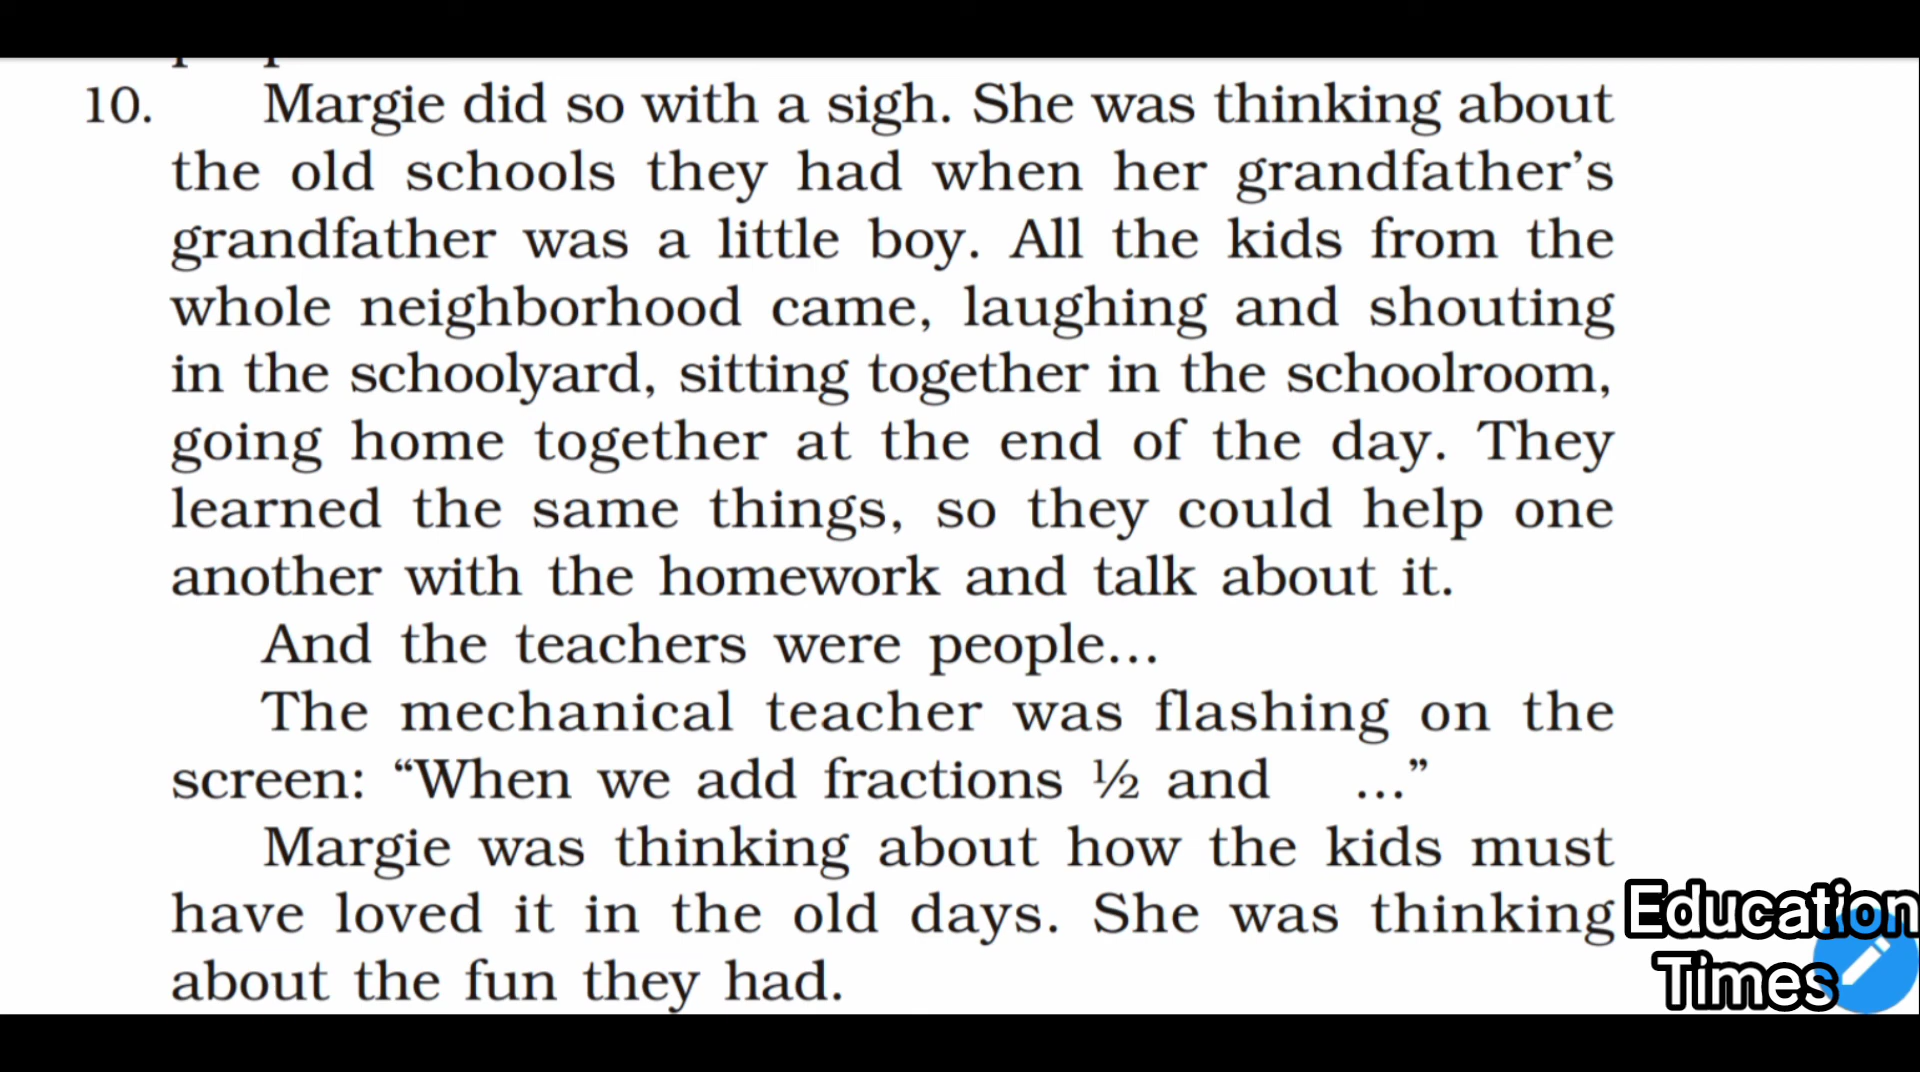 10. Margie did so with a sigh. She was thinking about
the old schools they had when her grandfather’s
grandfather was a little boy. All the kids from the
whole neighborhood came, laughing and shouting
in the schoolyard, sitting together in the schoolroom,
going home together at the end of the day. They
learned the same things, so they could help one
another with the homework and talk about it.
And the teachers were people...
The mechanical teacher was flashing on the
screen: “When we add fractions ½ and ...”
Margie was thinking about how the kids must
have loved it in the old days. She was thinking
about the fun they had.
Education
Times